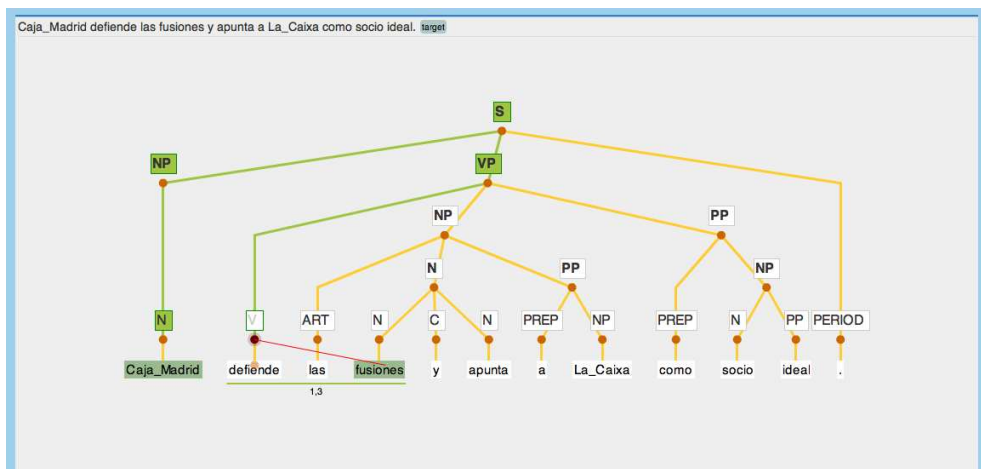 Caja_Madrid defiende las fusiones y apunta a La_Caixa como socio ideal. target
S
NP VP
NP PP
N PP NP
N V ART N C N PREP NP PREP N PP PERIOD
Caja_Madrid defiende las fusiones y apunta a La_Caixa como socio ideal .
1,3